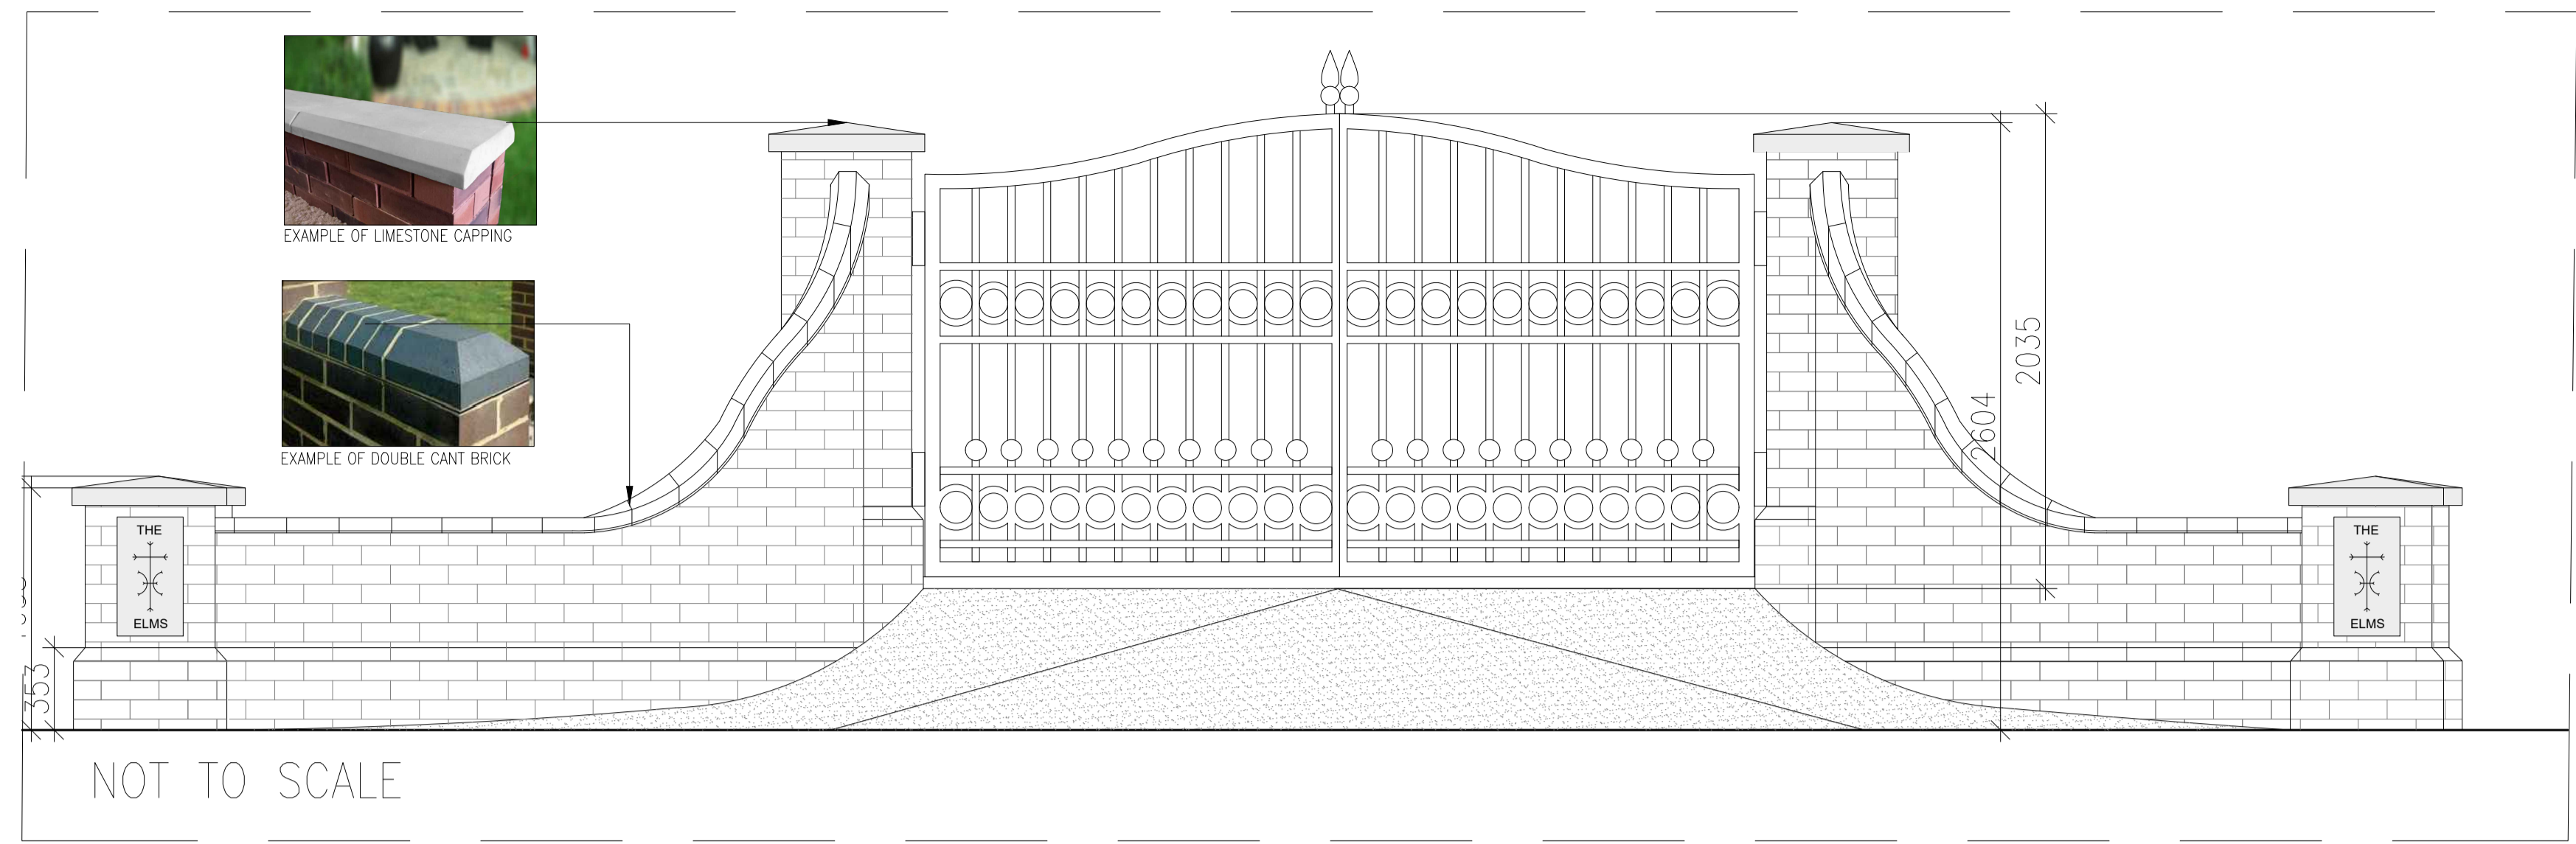 EXAMPLE OF LIMESTONE CAPPING
EXAMPLE OF DOUBLE CANT BRICK
2035
2604
THE
ELMS
THE
ELMS
353
NOT TO SCALE